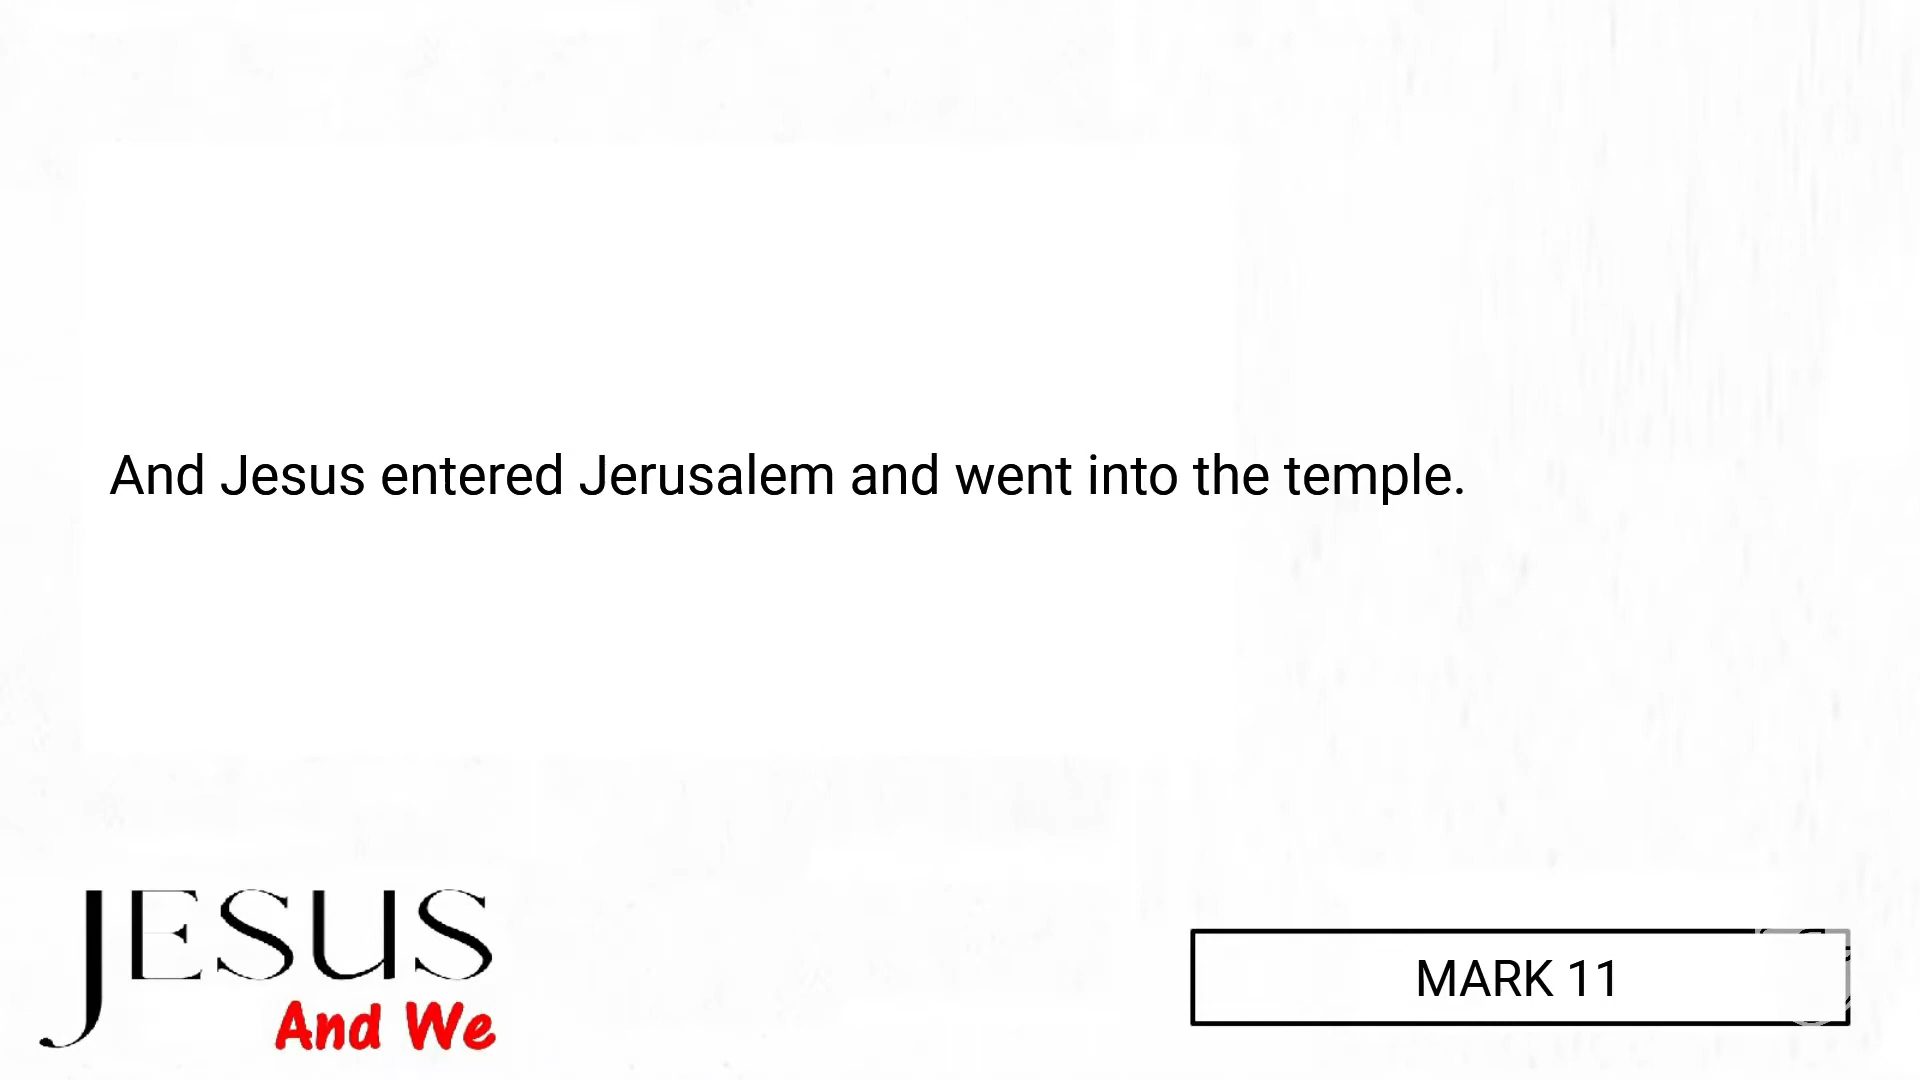 And Jesus entered Jerusalem and went into the temple.
JESUS
And We
MARK 11